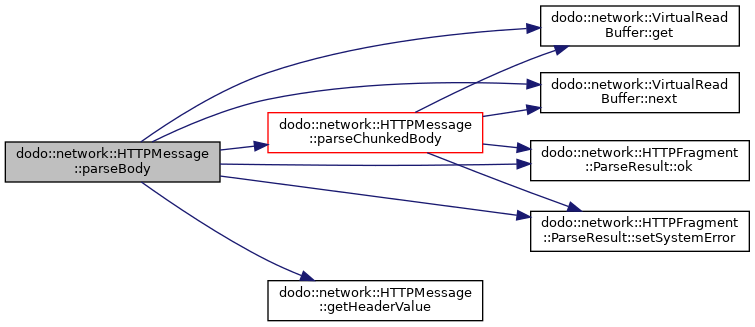 dodo::network::HTTPMessage
::parseBody
dodo::network::HTTPMessage
::parseChunkedBody
dodo::network::HTTPMessage
::getHeaderValue
dodo::network::VirtualRead
Buffer::get
dodo::network::VirtualRead
Buffer::next
dodo::network::HTTPFragment
::ParseResult::ok
dodo::network::HTTPFragment
::ParseResult::setSystemError